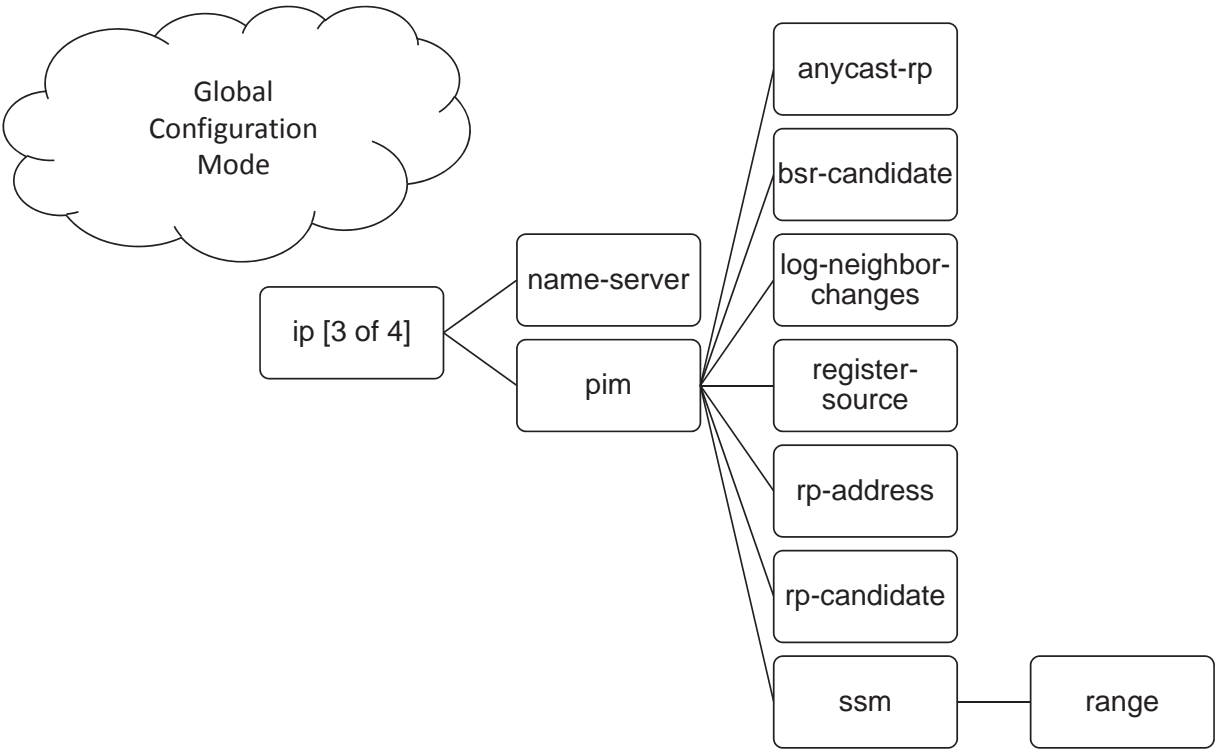 Global
Configuration
Mode
ip [3 of 4]
name-server
pim
anycast-rp
bsr-candidate
log-neighbor-
changes
register-
source
rp-address
rp-candidate
ssm
range